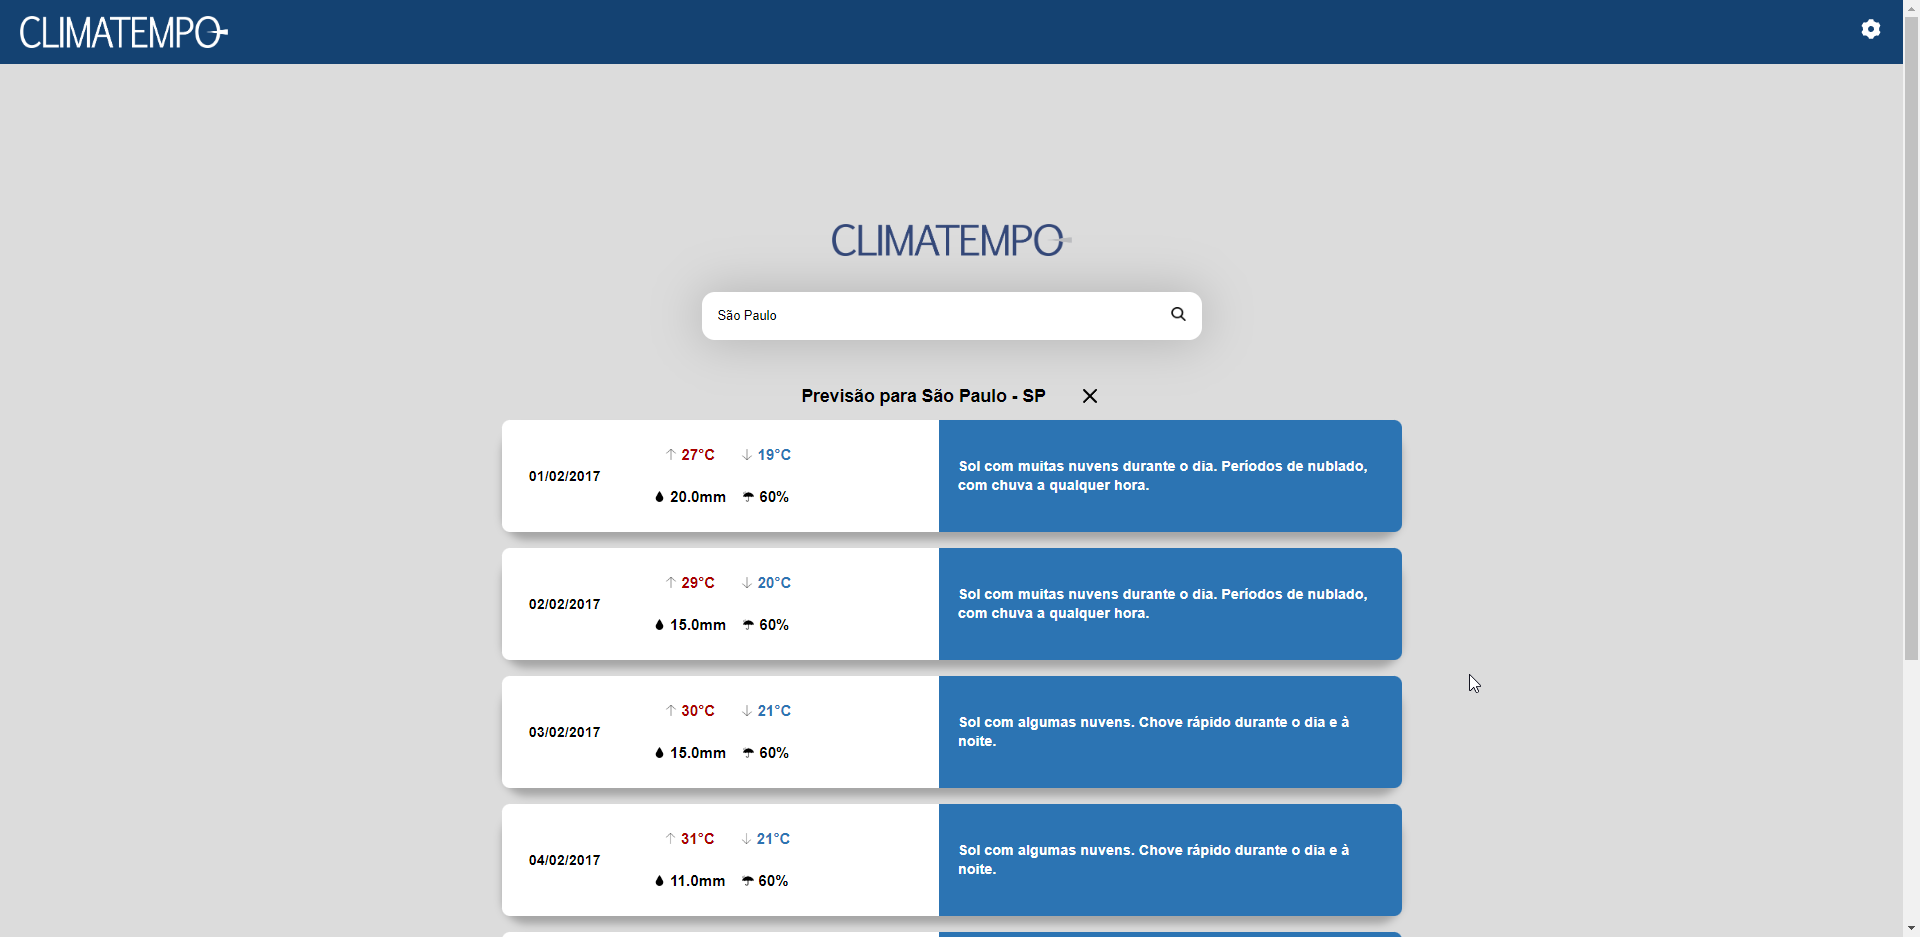 CLIMATEMPO
CLIMATEMPO
São Paulo
Previsão para São Paulo - SP
27°C 19°C
01/02/2017
20.0mm 60%
Sol com muitas nuvens durante o dia. Períodos de nublado,
com chuva a qualquer hora.
29°C 20°C
02/02/2017
15.0mm 60%
Sol com muitas nuvens durante o dia. Períodos de nublado,
com chuva a qualquer hora.
30°C 21°C
03/02/2017
15.0mm 60%
Sol com algumas nuvens. Chove rápido durante o dia e à
noite.
31°C 21°C
04/02/2017
11.0mm 60%
Sol com algumas nuvens. Chove rápido durante o dia e à
noite.